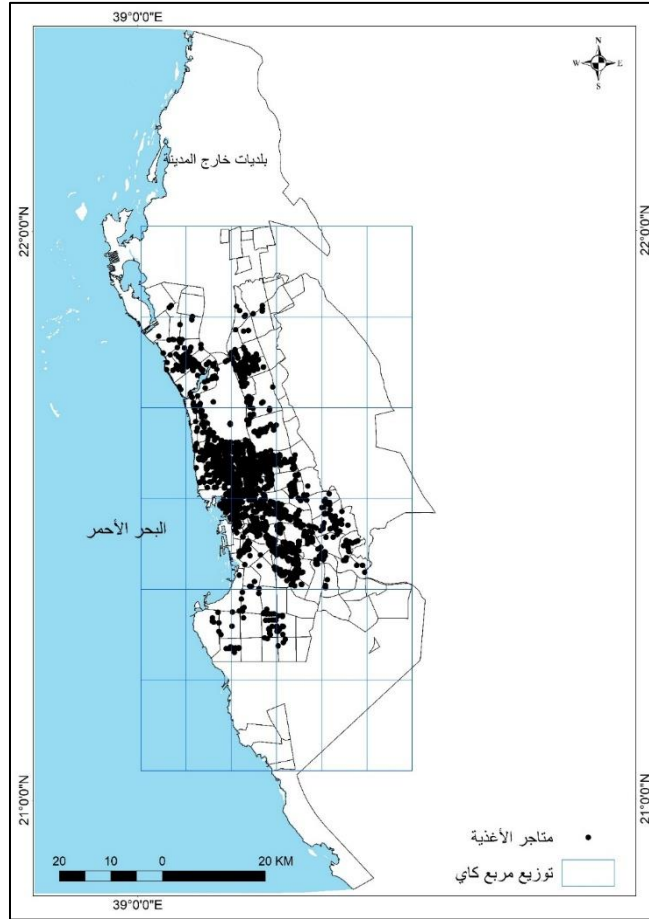 39°0'0"E
N
W E
S
بلديات خارج المدينة
22°0'0"N
22°0'0"N
البحر الأحمر
21°0'0"N
21°0'0"N
متاجر الأغذية
توزيع مربع كاي
20 10 0 20 KM
39°0'0"E